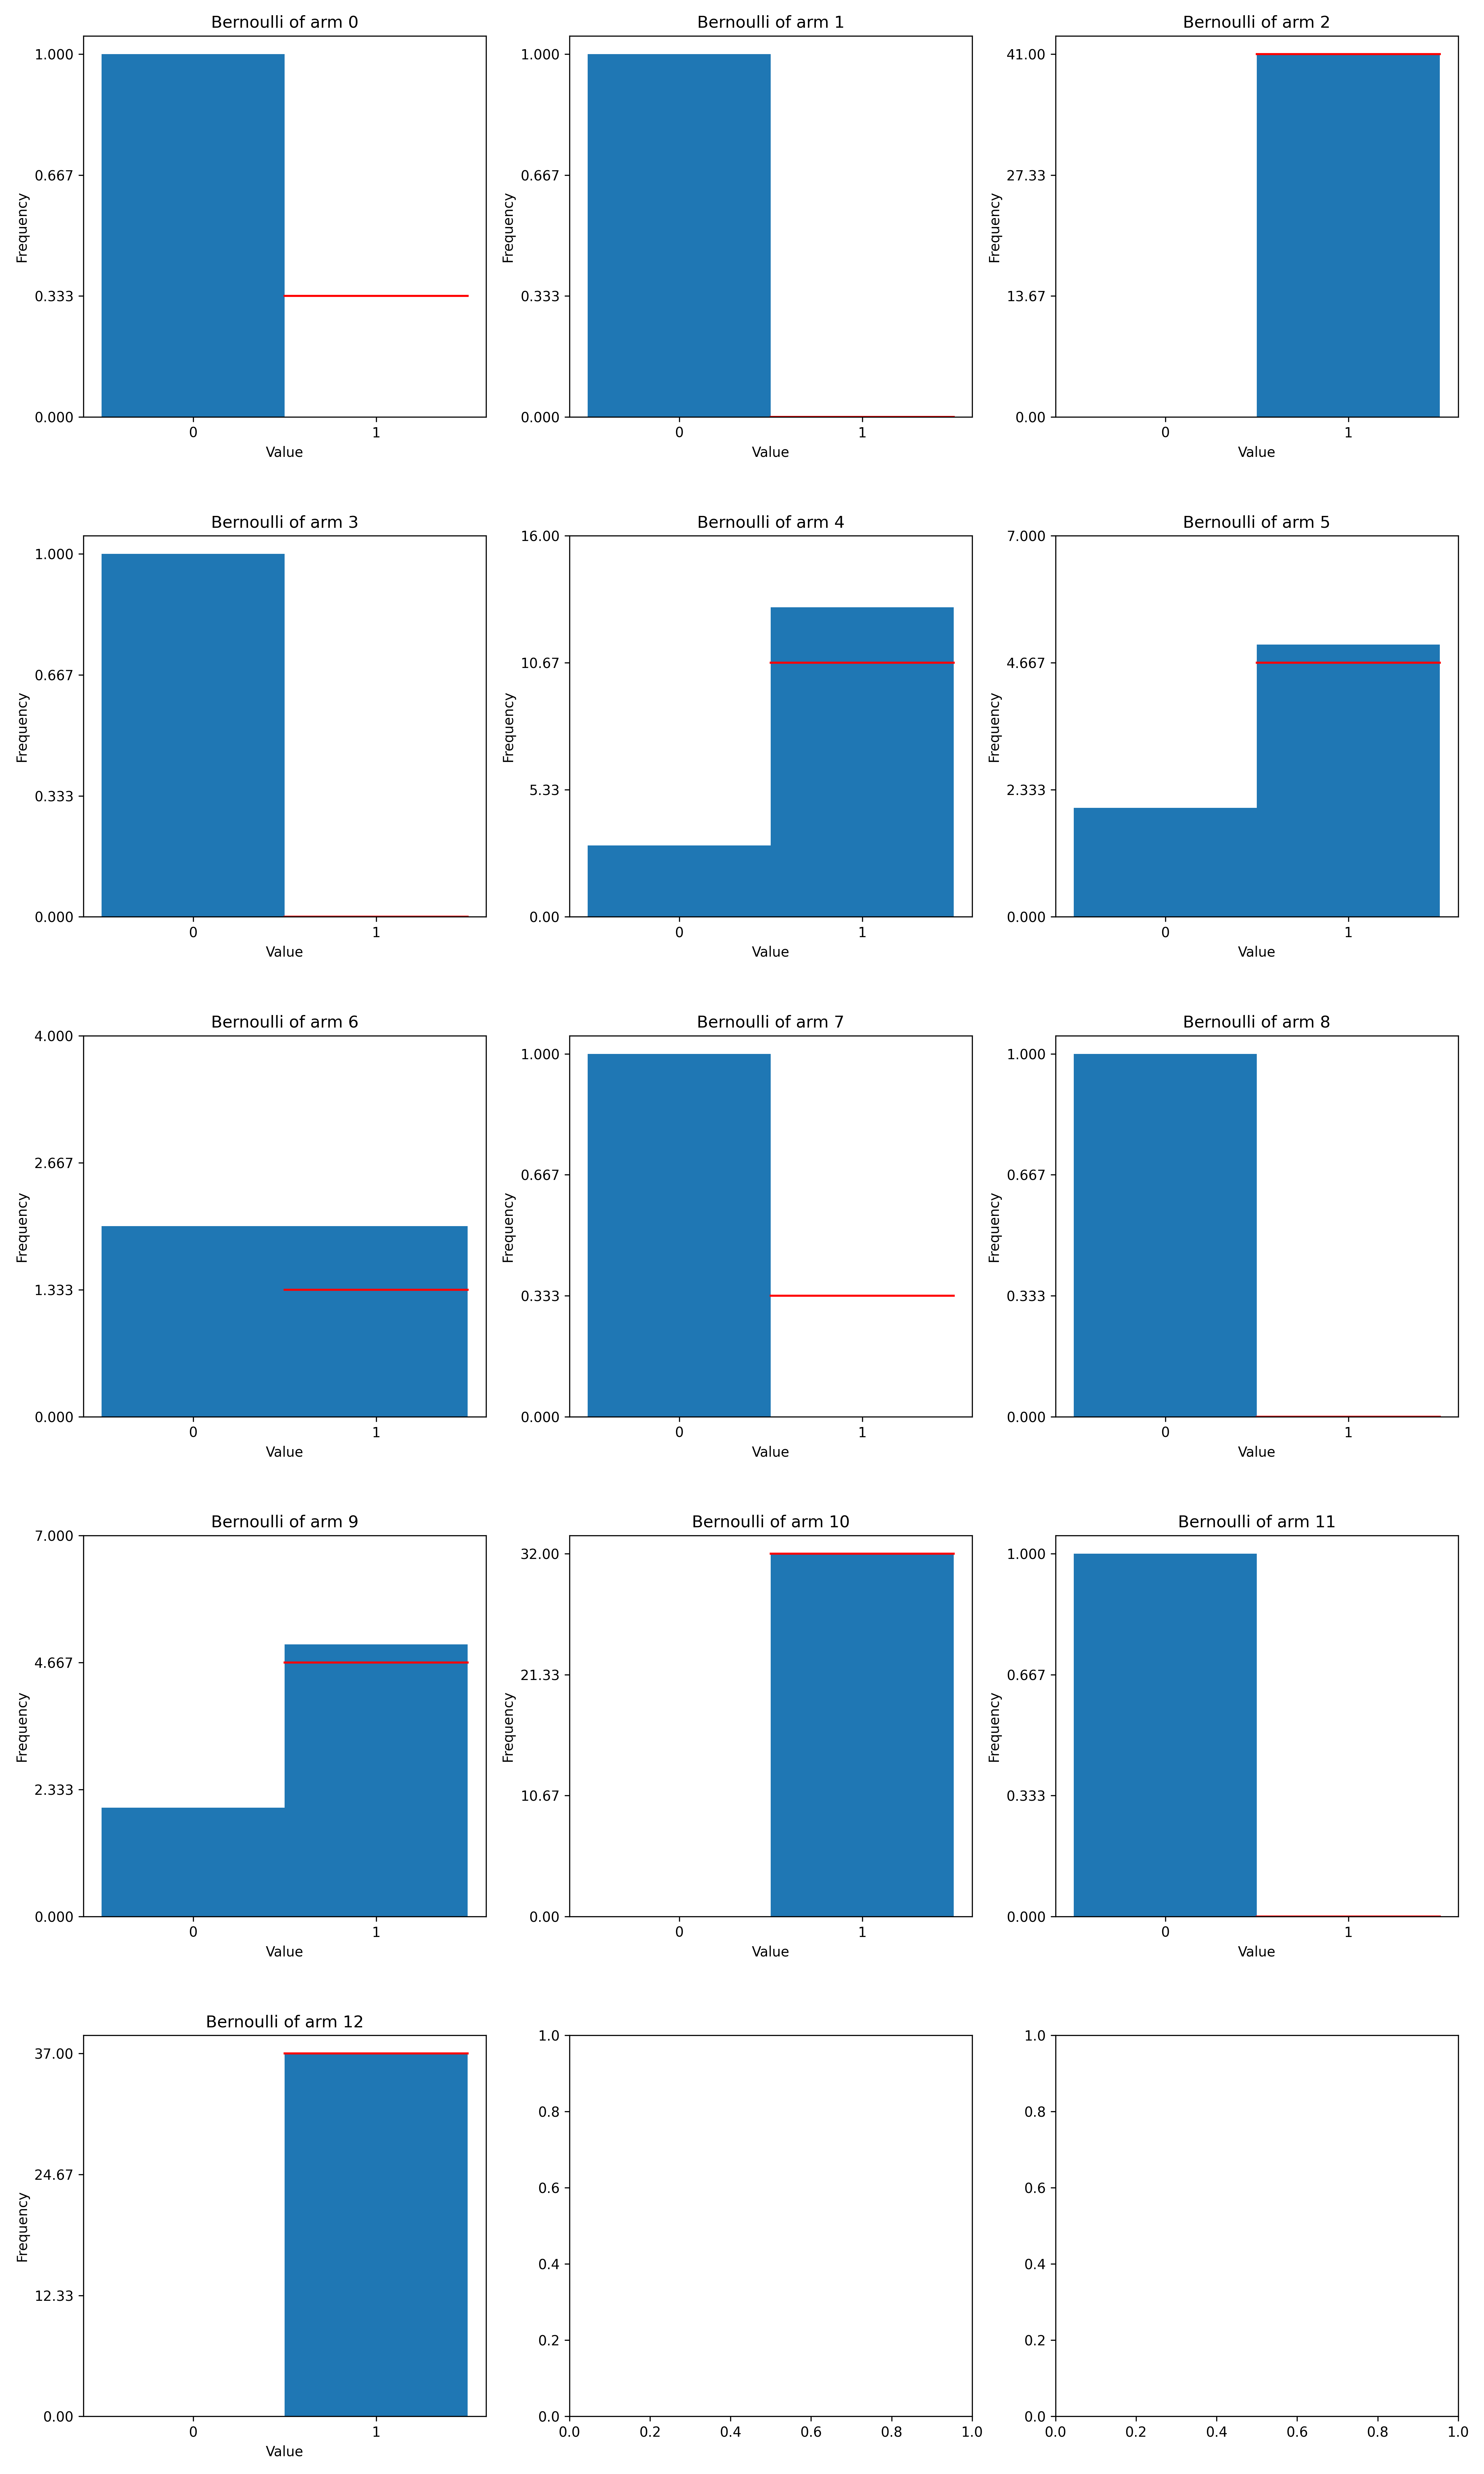 Bernoulli of arm 0
Bernoulli of arm 1
Bernoulli of arm 2
1.000
0.667
0.333
0.000
Frequency
0 1
Value
1.000
0.667
0.333
0.000
Frequency
0 1
Value
41.00
27.33
13.67
0.00
Frequency
0 1
Value
Bernoulli of arm 3
Bernoulli of arm 4
Bernoulli of arm 5
1.000
0.667
0.333
0.000
Frequency
0 1
Value
16.00
10.67
5.33
0.00
Frequency
0 1
Value
7.000
4.667
2.333
0.000
Frequency
0 1
Value
Bernoulli of arm 6
Bernoulli of arm 7
Bernoulli of arm 8
4.000
2.667
1.333
0.000
Frequency
0 1
Value
1.000
0.667
0.333
0.000
Frequency
0 1
Value
1.000
0.667
0.333
0.000
Frequency
0 1
Value
Bernoulli of arm 9
Bernoulli of arm 10
Bernoulli of arm 11
7.000
4.667
2.333
0.000
Frequency
0 1
Value
32.00
21.33
10.67
0.00
Frequency
0 1
Value
1.000
0.667
0.333
0.000
Frequency
0 1
Value
Bernoulli of arm 12
37.00
24.67
12.33
0.00
Frequency
0 1
Value
1.0
0.8
0.6
0.4
0.2
0.0
0.0 0.2 0.4 0.6 0.8 1.0
1.0
0.8
0.6
0.4
0.2
0.0
0.0 0.2 0.4 0.6 0.8 1.0